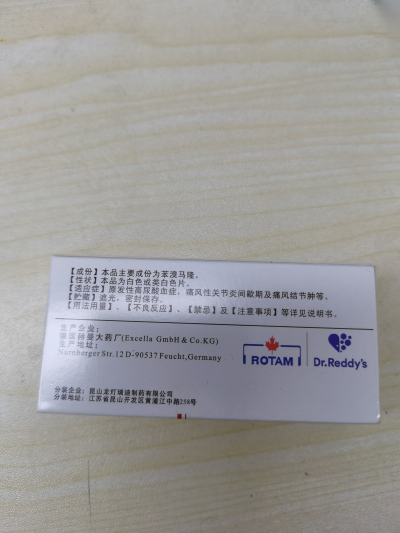 【成份】本品主要成份为苯溴马隆。
【性状】本品为白色或类白色片。
【适应症】原发性高尿酸血症，痛风性关节炎间歇期及痛风结节肿等。
【贮藏】遮光，密封保存。
【用法用量】、【不良反应】、【禁忌】及【注意事项】等详见说明书。
生产企业：
德国赫曼大药厂(Excella GmbH & Co.KG)
生产地址：
Nurnberger Str.12 D-90537 Feucht,Germany
ROTAM
Dr.Reddy's
分装企业：昆山龙灯瑞迪制药有限公司
分装地址：江苏省昆山开发区黄浦江中路258号